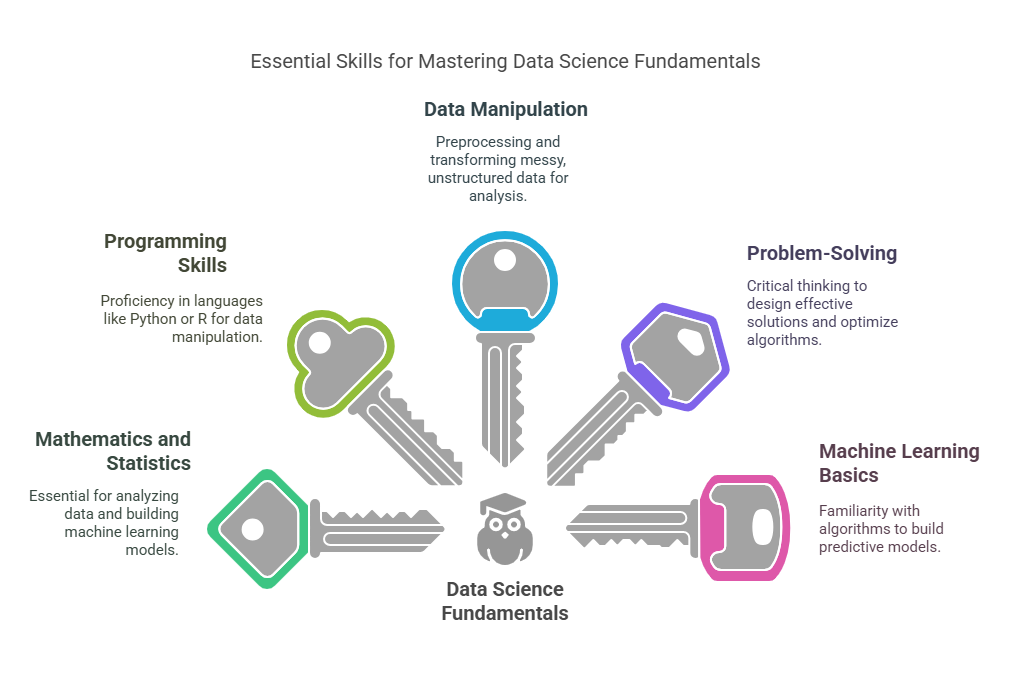 Essential Skills for Mastering Data Science Fundamentals
Data Manipulation
Preprocessing and
transforming messy,
unstructured data for
analysis.
Programming
Skills
Proficiency in languages
like Python or R for data
manipulation.
Problem-Solving
Critical thinking to
design effective
solutions and optimize
algorithms.
Mathematics and
Statistics
Essential for analyzing
data and building
machine learning
models.
Machine Learning
Basics
Familiarity with
algorithms to build
predictive models.
Data Science
Fundamentals